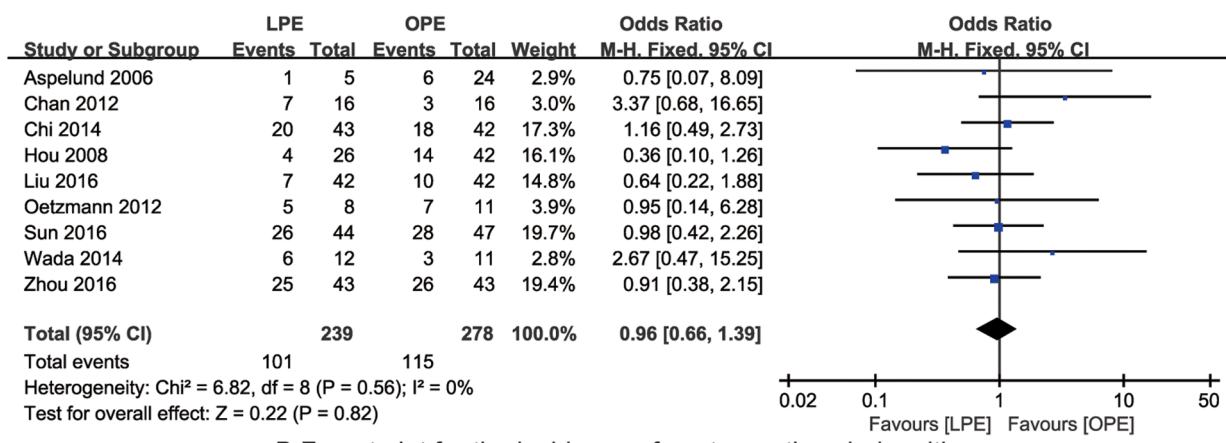 LPE OPE Odds Ratio Odds Ratio
Study or Subgroup Events Total Events Total Weight M-H. Fixed. 95% CI M-H. Fixed. 95% CI
Aspelund 2006 1 5 6 24 2.9% 0.75 [0.07, 8.09]
Chan 2012 7 16 3 16 3.0% 3.37 [0.68, 16.65]
Chi 2014 20 43 18 42 17.3% 1.16 [0.49, 2.73]
Hou 2008 4 26 14 42 16.1% 0.36 [0.10, 1.26]
Liu 2016 7 42 10 42 14.8% 0.64 [0.22, 1.88]
Oetzmann 2012 5 8 7 11 3.9% 0.95 [0.14, 6.28]
Sun 2016 26 44 28 47 19.7% 0.98 [0.42, 2.26]
Wada 2014 6 12 3 11 2.8% 2.67 [0.47, 15.25]
Zhou 2016 25 43 26 43 19.4% 0.91 [0.38, 2.15]
Total (95% CI) 239 278 100.0% 0.96 [0.66, 1.39]
Total events 101 115
Heterogeneity: Chi² = 6.82, df = 8 (P = 0.56); I² = 0%
Test for overall effect: Z = 0.22 (P = 0.82)
0.02 0.1 1 10 50
Favours [LPE] Favours [OPE]